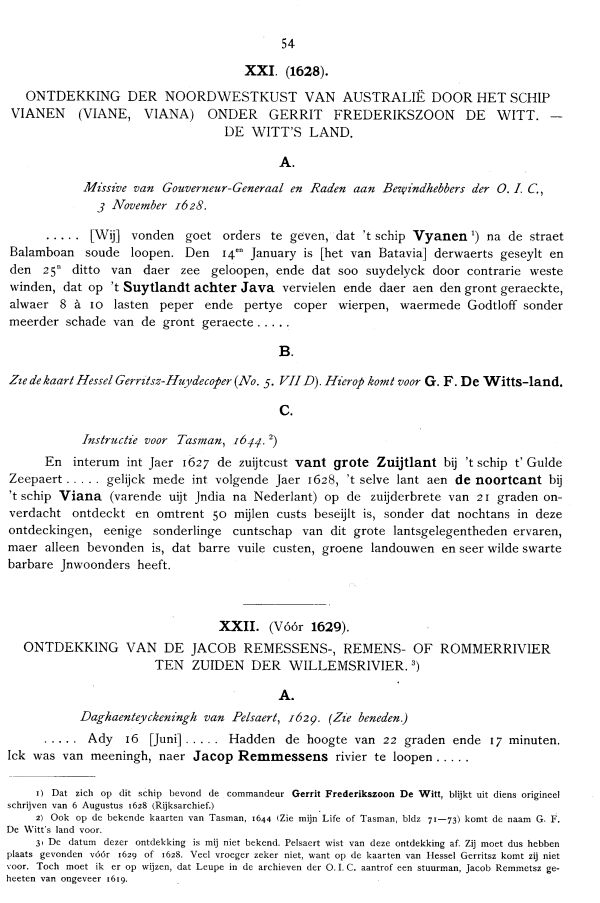 54
XXI. (1628).
ONTDEKKING DER NOORDWESTKUST VAN AUSTRALIË DOOR HET SCHIP
VIANEN (VIANE, VIANA) ONDER GERRIT FREDERIKSZOON DE WITT. —
DE WITT'S LAND.
A.
Missive van Gouverneur-Generaal en Raden aan Bewindhebbers der O. I. C.,
3 November 1628.
..... [Wij] vonden goet orders te geven, dat 't schip Vyanen ¹) na de straet
Balamboan soude loopen. Den 14ᵉⁿ January is [het van Batavia] derwaerts geseylt en
den 25ⁿ ditto van daer zee geloopen, ende dat soo suydelyck door contrarie weste
winden, dat op 't Suytlandt achter Java vervielen ende daer aen den gront geraeckte,
alwaer 8 à 10 lasten peper ende pertye coper wierpen, waermede Godtloff sonder
meerder schade van de gront geraecte .....
B.
Zie de kaart Hessel Gerritsz-Huydecoper (No. 5. VII D). Hierop komt voor G. F. De Witts-land.
C.
Instructie voor Tasman, 1644. ²)
En interum int Jaer 1627 de zuijtcust vant grote Zuijtlant bij 't schip t' Gulde
Zeepaert ..... gelijck mede int volgende Jaer 1628, 't selve lant aen de noortcant bij
't schip Viana (varende uijt Jndia na Nederlant) op de zuijderbrete van 21 graden on-
verdacht ontdeckt en omtrent 50 mijlen custs beseijlt is, sonder dat nochtans in deze
ontdeckingen, eenige sonderlinge cuntschap van dit grote lantsgelegentheden ervaren,
maer alleen bevonden is, dat barre vuile custen, groene landouwen en seer wilde swarte
barbare Jnwoonders heeft.
XXII. (Vóór 1629).
ONTDEKKING VAN DE JACOB REMESSENS-, REMENS- OF ROMMERRIVIER
TEN ZUIDEN DER WILLEMSRIVIER. ³)
A.
Daghaenteyckeningh van Pelsaert, 1629. (Zie beneden.)
..... Ady 16 [Juni] ..... Hadden de hoogte van 22 graden ende 17 minuten.
Ick was van meeningh, naer Jacop Remmessens rivier te loopen .....
1) Dat zich op dit schip bevond de commandeur Gerrit Frederikszoon De Witt, blijkt uit diens origineel
schrijven van 6 Augustus 1628 (Rijksarchief.)
2) Ook op de bekende kaarten van Tasman, 1644 (Zie mijn Life of Tasman, bldz 71—73) komt de naam G. F.
De Witt's land voor.
3) De datum dezer ontdekking is mij niet bekend. Pelsaert wist van deze ontdekking af. Zij moet dus hebben
plaats gevonden vóór 1629 of 1628. Veel vroeger zeker niet, want op de kaarten van Hessel Gerritsz komt zij niet
voor. Toch moet ik er op wijzen, dat Leupe in de archieven der O. I. C. aantrof een stuurman, Jacob Remmetsz ge-
heeten van ongeveer 1619.